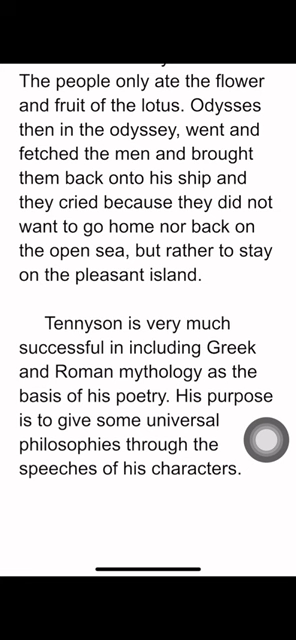 The people only ate the flower
and fruit of the lotus. Odysses
then in the odyssey, went and
fetched the men and brought
them back onto his ship and
they cried because they did not
want to go home nor back on
the open sea, but rather to stay
on the pleasant island.
Tennyson is very much
successful in including Greek
and Roman mythology as the
basis of his poetry. His purpose
is to give some universal
philosophies through the
speeches of his characters.